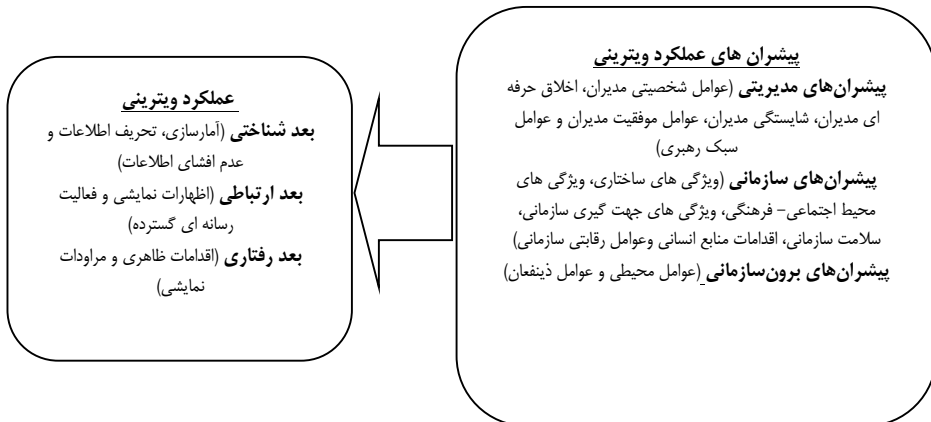 پیشران های عملکرد ویترینی
پیشران‌های مدیریتی (عوامل شخصیتی مدیران، اخلاق حرفه
ای مدیران، شایستگی مدیران، عوامل موفقیت مدیران و عوامل
سبک رهبری)
پیشران‌های سازمانی (ویژگی های ساختاری، ویژگی های
محیط اجتماعی– فرهنگی، ویژگی های جهت گیری سازمانی،
سلامت سازمانی، اقدامات منابع انسانی وعوامل رقابتی سازمانی)
پیشران‌های برون‌سازمانی (عوامل محیطی و عوامل ذینفعان)
عملکرد ویترینی
بعد شناختی (آمارسازی، تحریف اطلاعات و
عدم افشای اطلاعات)
بعد ارتباطی (اظهارات نمایشی و فعالیت
رسانه ای گسترده)
بعد رفتاری (اقدامات ظاهری و مراودات
نمایشی)